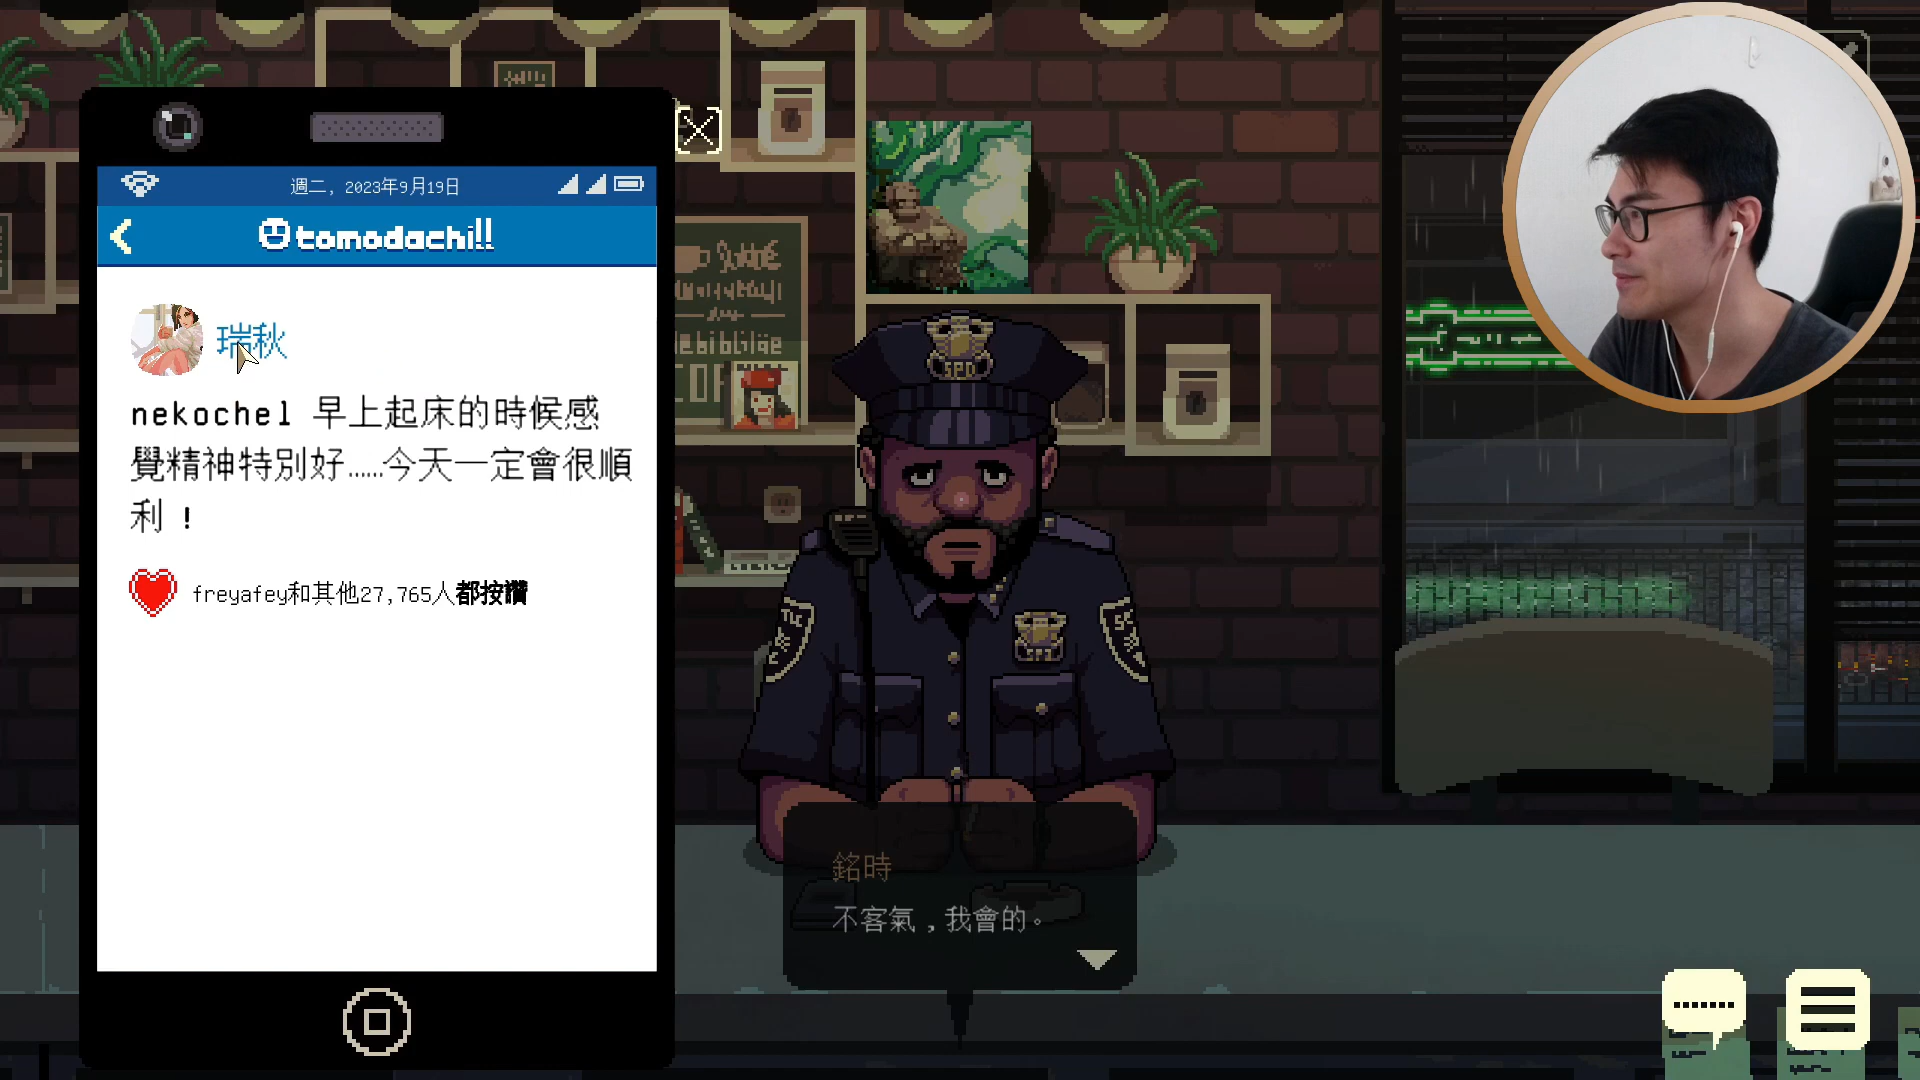 週二, 2023年9月19日
tomodachi!!
瑞秋
nekochel 早上起床的時候感
覺精神特別好……今天一定會很順
利！
freyafey和其他27,765人都按讚
SPD
SPD
銘時
不客氣，我會的。